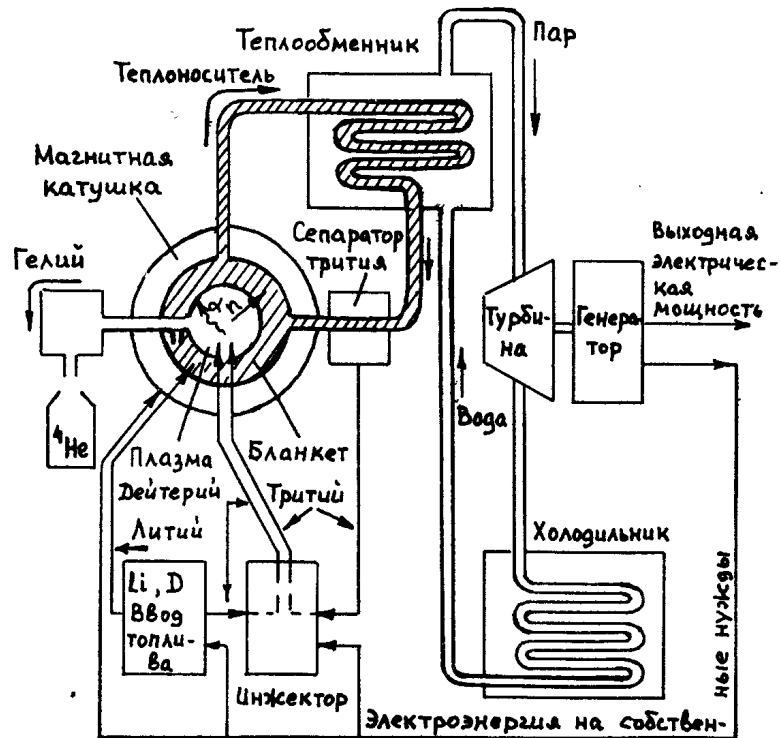 Теплообменник
Пар
Теплоноситель
Магнитная
катушка
Сепаратор
трития
Гелий
Выходная
электричес-
кая
мощность
α
n
Турби-
на
Генера-
тор
Вода
⁴He
Плазма
Бланкет
Дейтерий
Тритий
Литий
Холодильник
Li, D
Ввод
топли-
ва
Инжектор
Электроэнергия на собствен-
ные нужды